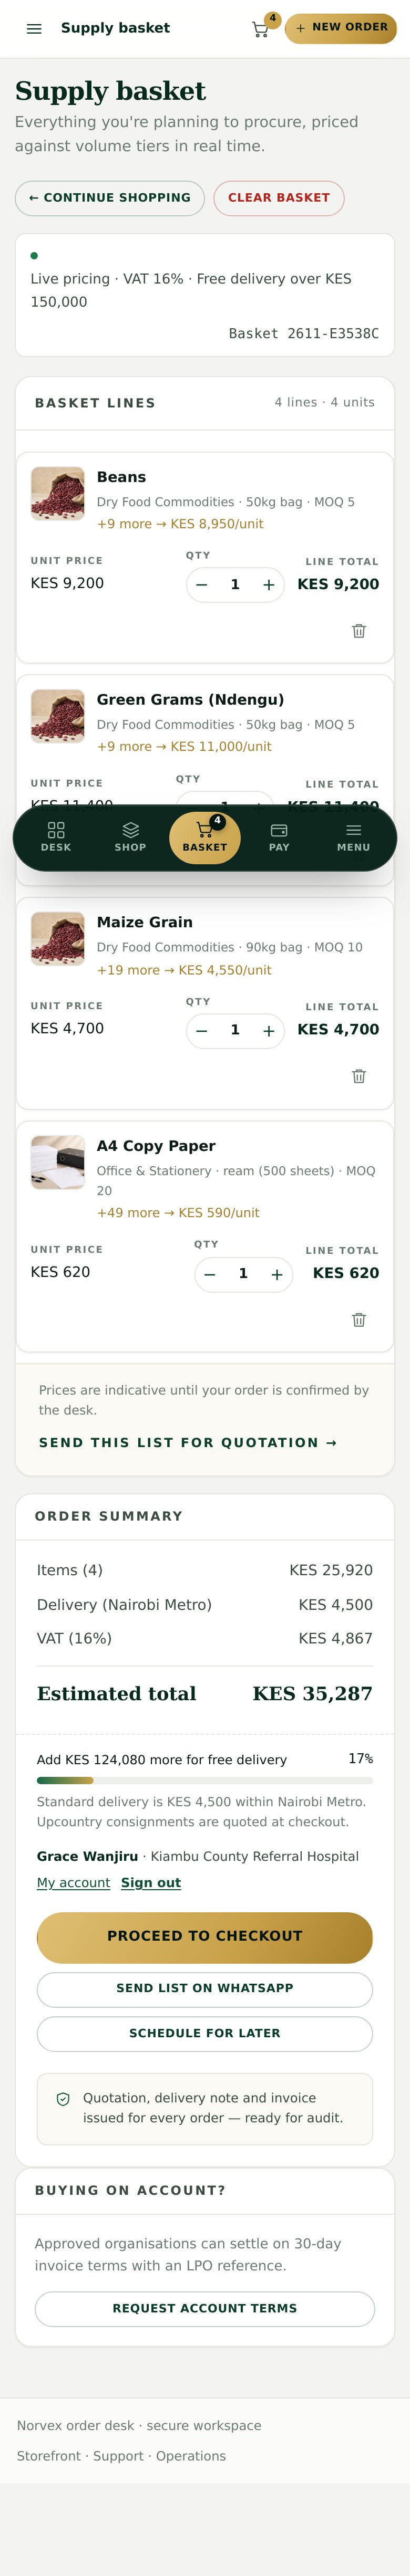 Supply basket
4
+ NEW ORDER
Supply basket
Everything you're planning to procure, priced
against volume tiers in real time.
← CONTINUE SHOPPING
CLEAR BASKET
Live pricing · VAT 16% · Free delivery over KES
150,000
Basket 2611-E3538C
BASKET LINES
4 lines · 4 units
Beans
Dry Food Commodities · 50kg bag · MOQ 5
+9 more → KES 8,950/unit
UNIT PRICE
QTY
LINE TOTAL
KES 9,200
− 1 +
KES 9,200
Green Grams (Ndengu)
Dry Food Commodities · 50kg bag · MOQ 5
+9 more → KES 11,000/unit
UNIT PRICE
QTY
LINE TOTAL
KES 11,400
1
KES 11,400
DESK
SHOP
4
BASKET
PAY
MENU
Maize Grain
Dry Food Commodities · 90kg bag · MOQ 10
+19 more → KES 4,550/unit
UNIT PRICE
QTY
LINE TOTAL
KES 4,700
− 1 +
KES 4,700
A4 Copy Paper
Office & Stationery · ream (500 sheets) · MOQ
20
+49 more → KES 590/unit
UNIT PRICE
QTY
LINE TOTAL
KES 620
− 1 +
KES 620
Prices are indicative until your order is confirmed by
the desk.
SEND THIS LIST FOR QUOTATION →
ORDER SUMMARY
Items (4)
KES 25,920
Delivery (Nairobi Metro)
KES 4,500
VAT (16%)
KES 4,867
Estimated total
KES 35,287
Add KES 124,080 more for free delivery
17%
Standard delivery is KES 4,500 within Nairobi Metro.
Upcountry consignments are quoted at checkout.
Grace Wanjiru · Kiambu County Referral Hospital
My account Sign out
PROCEED TO CHECKOUT
SEND LIST ON WHATSAPP
SCHEDULE FOR LATER
Quotation, delivery note and invoice
issued for every order — ready for audit.
BUYING ON ACCOUNT?
Approved organisations can settle on 30-day
invoice terms with an LPO reference.
REQUEST ACCOUNT TERMS
Norvex order desk · secure workspace
Storefront · Support · Operations